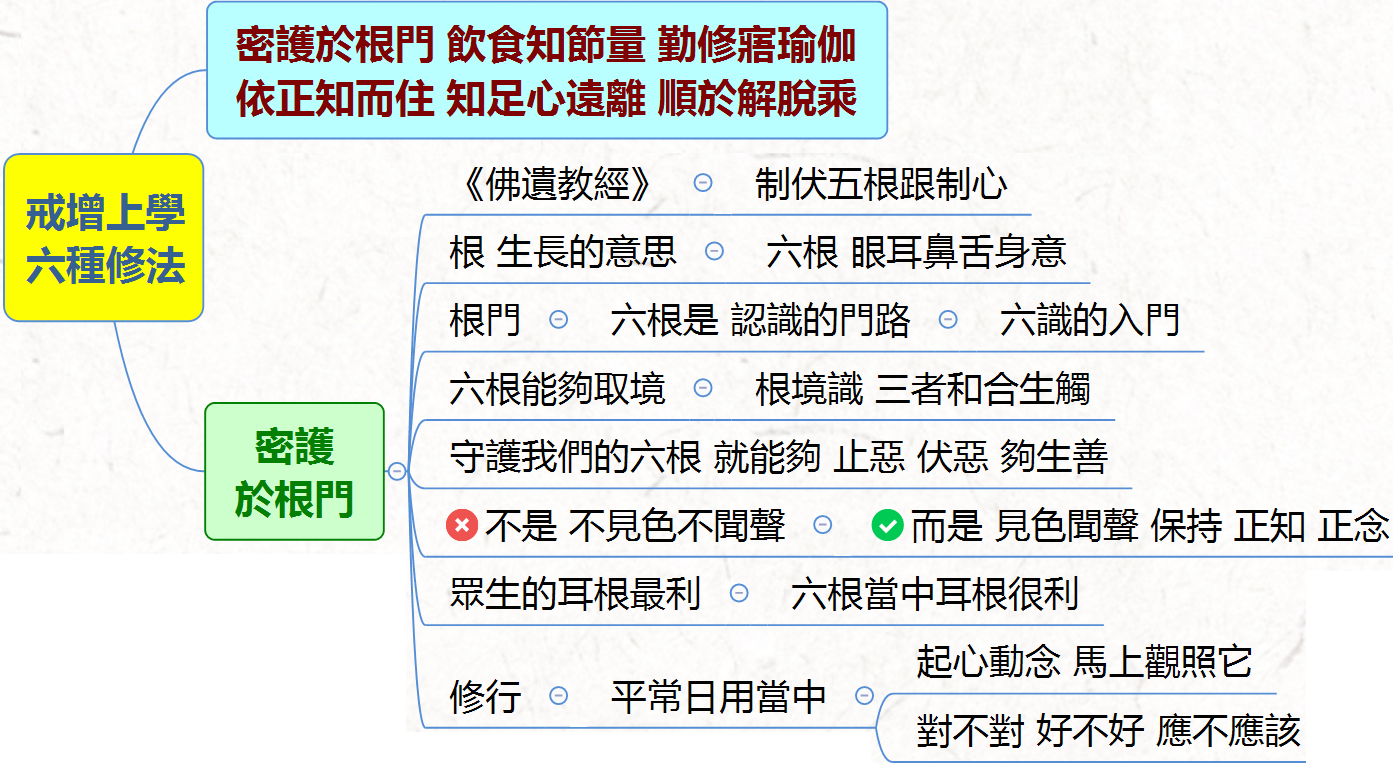 密護於根門 飲食知節量 勤修寤瑜伽
依正知而住 知足心遠離 順於解脫乘
戒增上學
六種修法
《佛遺教經》 制伏五根跟制心
根 生長的意思 六根 眼耳鼻舌身意
根門 六根是 認識的門路 六識的入門
六根能夠取境 根境識 三者和合生觸
密護
於根門
守護我們的六根 就能夠 止惡 伏惡 夠生善
不是 不見色不聞聲 而是 見色聞聲 保持 正知 正念
眾生的耳根最利 六根當中耳根很利
修行 平常日用當中
起心動念 馬上觀照它
對不對 好不好 應不應該